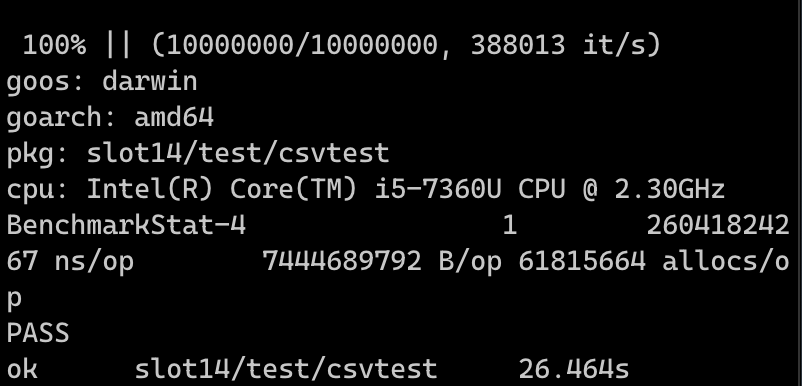 100% || (10000000/10000000, 388013 it/s)
goos: darwin
goarch: amd64
pkg: slot14/test/csvtest
cpu: Intel(R) Core(TM) i5-7360U CPU @ 2.30GHz
BenchmarkStat-4                1        260418242
67 ns/op        7444689792 B/op 61815664 allocs/o
p
PASS
ok      slot14/test/csvtest     26.464s